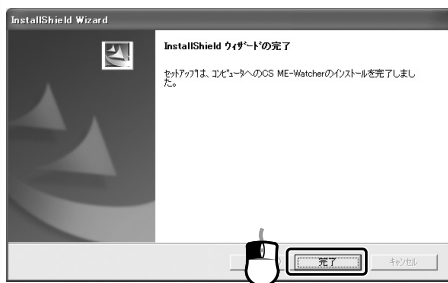 InstallShield Wizard
InstallShield ウィザードの完了
セットアップは、コンピュータへのCS ME-Watcherのインストールを完了しまし
た。
完了
キャンセル